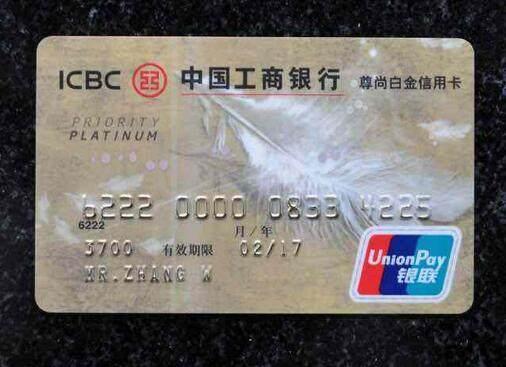 ICBC 中国工商银行 尊尚白金信用卡
PRIORITY
PLATINUM
6222 0000 0833 4225
6222
月/年
3700 有效期限 02/17
MR.ZHANG W
UnionPay
银联